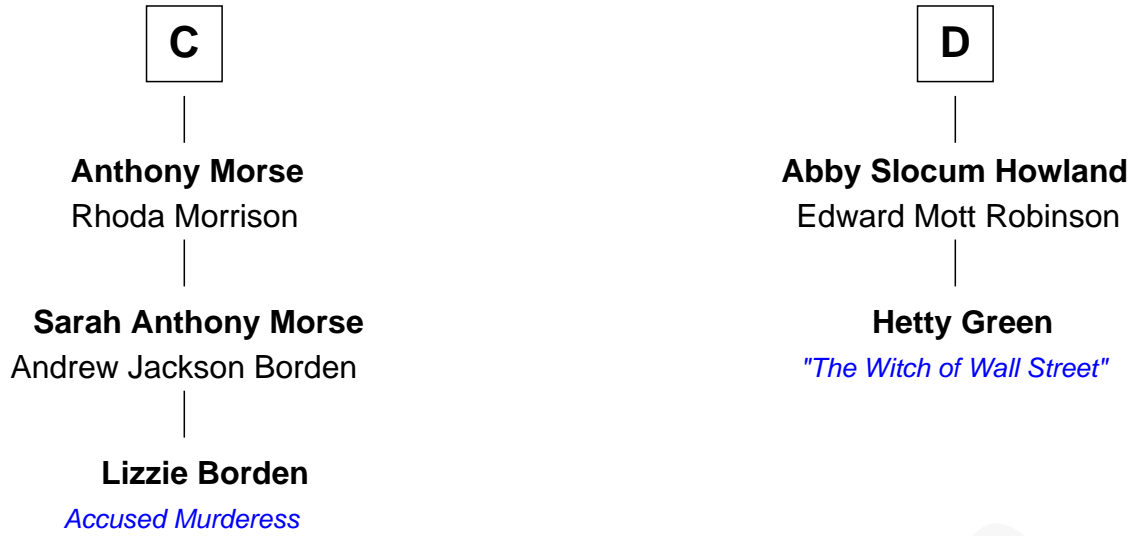 C
Anthony Morse
Rhoda Morrison
Sarah Anthony Morse
Andrew Jackson Borden
Lizzie Borden
Accused Murderess
D
Abby Slocum Howland
Edward Mott Robinson
Hetty Green
"The Witch of Wall Street"